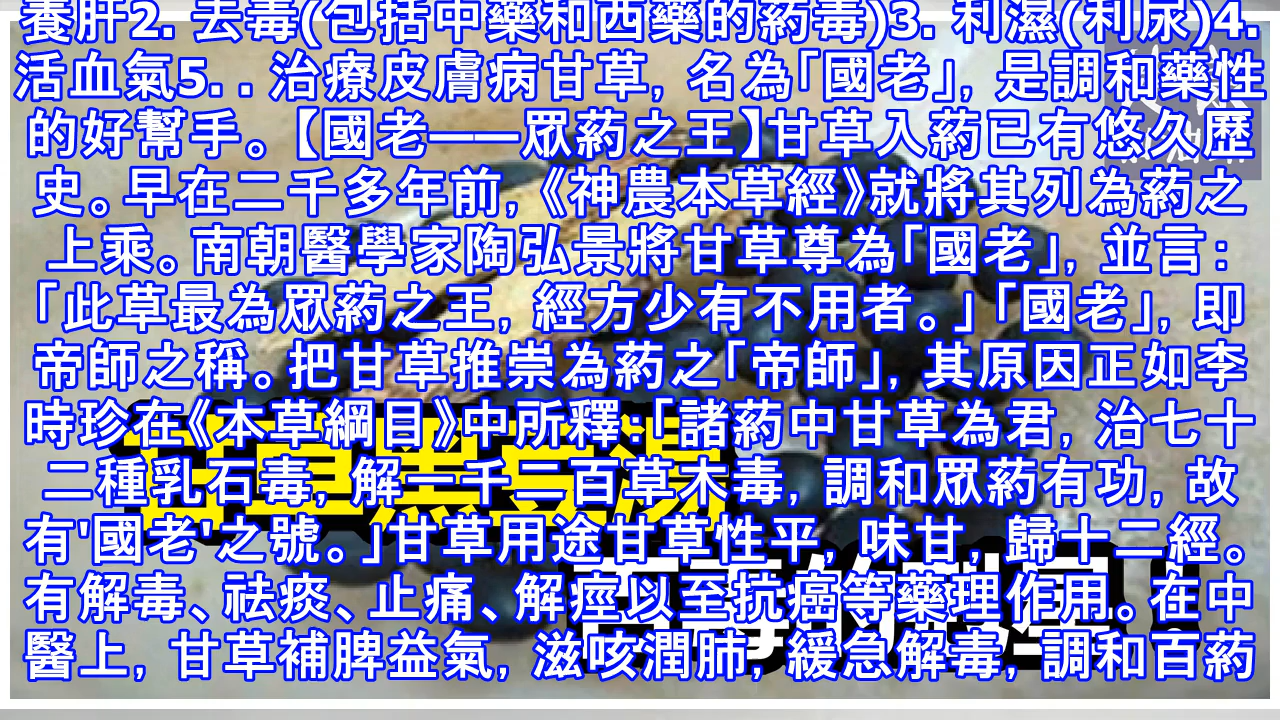 養肝2. 去毒(包括中藥和西藥的葯毒)3. 利濕(利尿)4.
活血氣5. . 治療皮膚病甘草, 名為「國老」, 是調和藥性
的好幫手。【國老——眾葯之王】甘草入葯已有悠久歷
史。早在二千多年前,《神農本草經》就將其列為葯之
上乘。南朝醫學家陶弘景將甘草尊為「國老」, 並言:
「此草最為眾葯之王, 經方少有不用者。」「國老」, 即
帝師之稱。把甘草推崇為葯之「帝師」, 其原因正如李
時珍在《本草綱目》中所釋:「諸葯中甘草為君, 治七十
二種乳石毒, 解一千二百草木毒, 調和眾葯有功, 故
有'國老'之號。」甘草用途甘草性平, 味甘, 歸十二經。
有解毒、祛痰、止痛、解痙以至抗癌等藥理作用。在中
醫上, 甘草補脾益氣, 滋咳潤肺, 緩急解毒, 調和百葯
甘草黑豆湯
百毒的剋星!